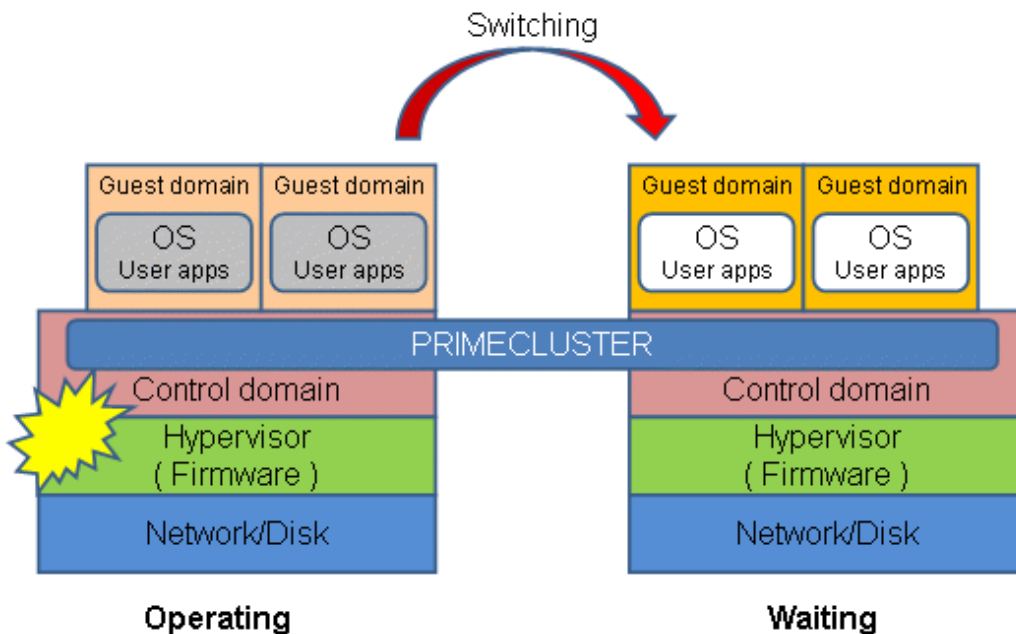 Switching
Guest domain
Guest domain
OS
User apps
OS
User apps
Guest domain
Guest domain
OS
User apps
OS
User apps
PRIMECLUSTER
Control domain
Control domain
Hypervisor
( Firmware )
Hypervisor
( Firmware )
Network/Disk
Network/Disk
Operating
Waiting